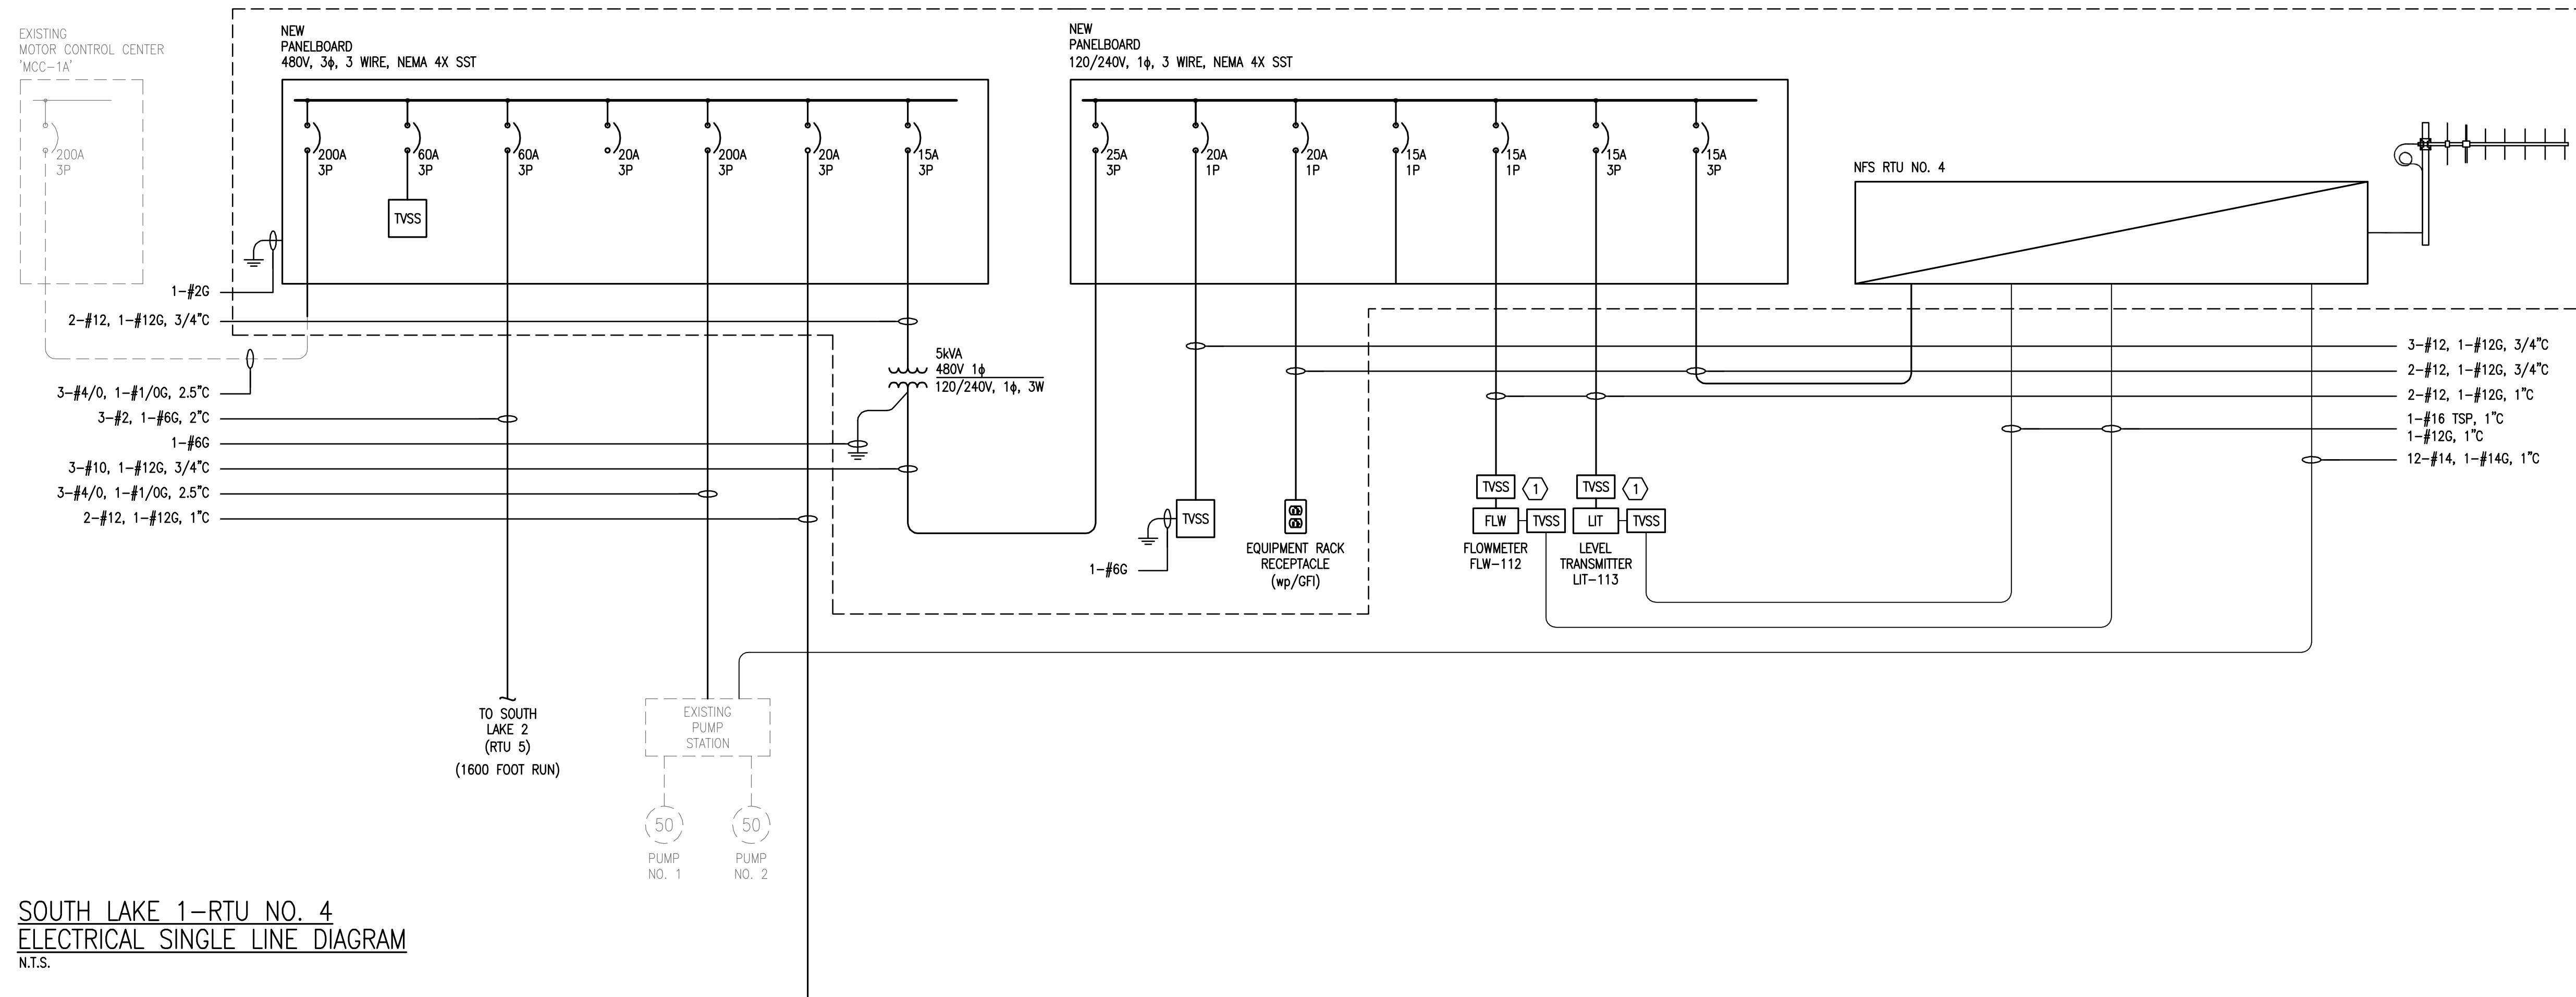 EXISTING
MOTOR CONTROL CENTER
'MCC-1A'
200A
3P
NEW
PANELBOARD
480V, 3ϕ, 3 WIRE, NEMA 4X SST
200A
3P
60A
3P
60A
3P
20A
3P
200A
3P
20A
3P
15A
3P
TVSS
NEW
PANELBOARD
120/240V, 1ϕ, 3 WIRE, NEMA 4X SST
25A
3P
20A
1P
20A
1P
15A
1P
15A
1P
15A
3P
15A
3P
NFS RTU NO. 4
1-#2G
2-#12, 1-#12G, 3/4"C
3-#4/0, 1-#1/0G, 2.5"C
3-#2, 1-#6G, 2"C
1-#6G
3-#10, 1-#12G, 3/4"C
3-#4/0, 1-#1/0G, 2.5"C
2-#12, 1-#12G, 1"C
5kVA
480V 1ϕ
120/240V, 1ϕ, 3W
3-#12, 1-#12G, 3/4"C
2-#12, 1-#12G, 3/4"C
2-#12, 1-#12G, 1"C
1-#16 TSP, 1"C
1-#12G, 1"C
12-#14, 1-#14G, 1"C
TVSS
1-#6G
EQUIPMENT RACK
RECEPTACLE
(wp/GFI)
TVSS 1
FLW TVSS
FLOWMETER
FLW-112
TVSS 1
LIT TVSS
LEVEL
TRANSMITTER
LIT-113
TO SOUTH
LAKE 2
(RTU 5)
(1600 FOOT RUN)
EXISTING
PUMP
STATION
50
PUMP
NO. 1
50
PUMP
NO. 2
SOUTH LAKE 1-RTU NO. 4
ELECTRICAL SINGLE LINE DIAGRAM
N.T.S.